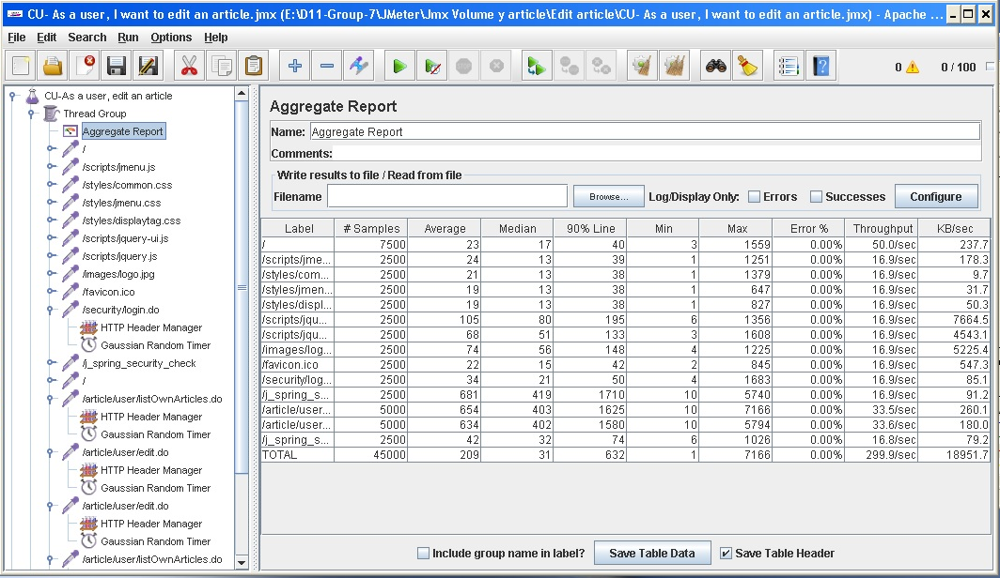 CU- As a user, I want to edit an article.jmx (E:\D11-Group-7\JMeter\Jmx Volume y article\Edit article\CU- As a user, I want to edit an article.jmx) - Apache ...
File Edit Search Run Options Help
0 0 / 100
CU-As a user, edit an article
Thread Group
Aggregate Report
/
/scripts/jmenu.js
/styles/common.css
/styles/jmenu.css
/styles/displaytag.css
/scripts/jquery-ui.js
/scripts/jquery.js
/images/logo.jpg
/favicon.ico
/security/login.do
HTTP Header Manager
Gaussian Random Timer
/j_spring_security_check
/
/article/user/listOwnArticles.do
HTTP Header Manager
Gaussian Random Timer
/article/user/edit.do
HTTP Header Manager
Gaussian Random Timer
/article/user/edit.do
HTTP Header Manager
Gaussian Random Timer
/article/user/listOwnArticles.do
Aggregate Report
Name: Aggregate Report
Comments:
Write results to file / Read from file
Filename Browse... Log/Display Only: Errors Successes Configure
Label # Samples Average Median 90% Line Min Max Error % Throughput KB/sec
/ 7500 23 17 40 3 1559 0.00% 50.0/sec 237.7
/scripts/jme... 2500 24 13 39 1 1251 0.00% 16.9/sec 178.3
/styles/com... 2500 21 13 38 1 1379 0.00% 16.9/sec 9.7
/styles/jmen... 2500 19 13 38 1 647 0.00% 16.9/sec 31.7
/styles/displ... 2500 19 13 38 1 827 0.00% 16.9/sec 50.3
/scripts/jqu... 2500 105 80 195 6 1356 0.00% 16.9/sec 7664.5
/scripts/jqu... 2500 68 51 133 3 1608 0.00% 16.9/sec 4543.1
/images/log... 2500 74 56 148 4 1225 0.00% 16.9/sec 5225.4
/favicon.ico 2500 22 15 42 2 845 0.00% 16.9/sec 547.3
/security/log... 2500 34 21 50 4 1683 0.00% 16.9/sec 85.1
/j_spring_s... 2500 681 419 1710 10 5740 0.00% 16.9/sec 91.2
/article/user... 5000 654 403 1625 10 7166 0.00% 33.5/sec 260.1
/article/user... 5000 634 402 1580 10 5794 0.00% 33.6/sec 180.0
/j_spring_s... 2500 42 32 74 6 1026 0.00% 16.8/sec 79.2
TOTAL 45000 209 31 632 1 7166 0.00% 299.9/sec 18951.7
Include group name in label? Save Table Data Save Table Header